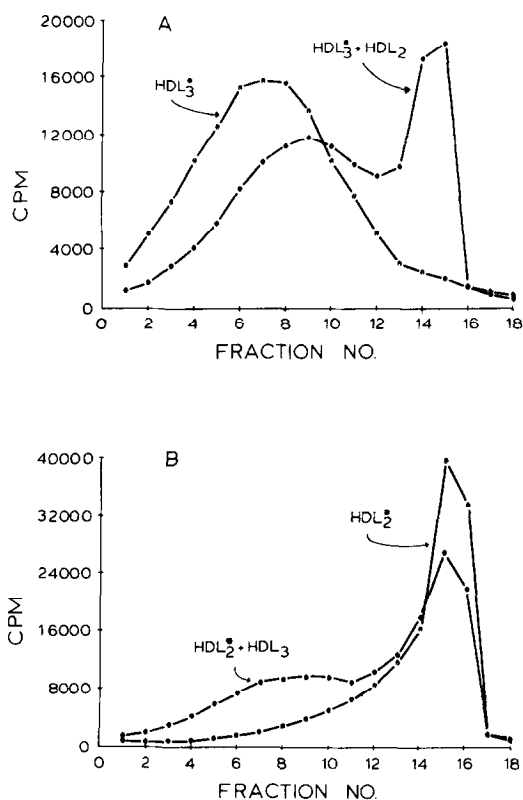 A
20000
16000
12000
8000
4000
0
CPM
HDL3*
HDL3* + HDL2
0 2 4 6 8 10 12 14 16 18
FRACTION NO.
B
40000
32000
24000
16000
8000
0
CPM
HDL2*
HDL2* + HDL3
0 2 4 6 8 10 12 14 16 18
FRACTION NO.